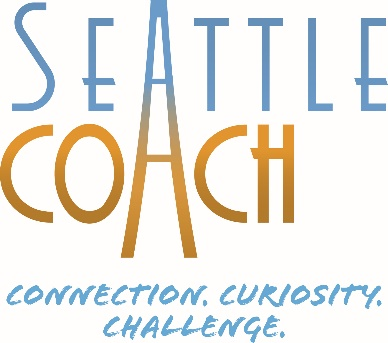 SEATTLE
COACH
CONNECTION. CURIOSITY.
CHALLENGE.